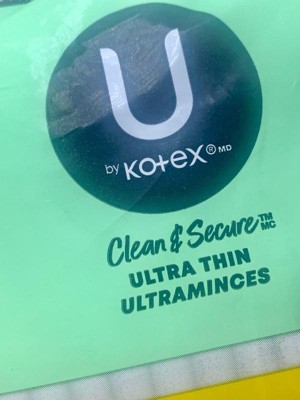 U
by Kotex® MD
Clean & Secure™ MC
ULTRA THIN
ULTRAMINCES